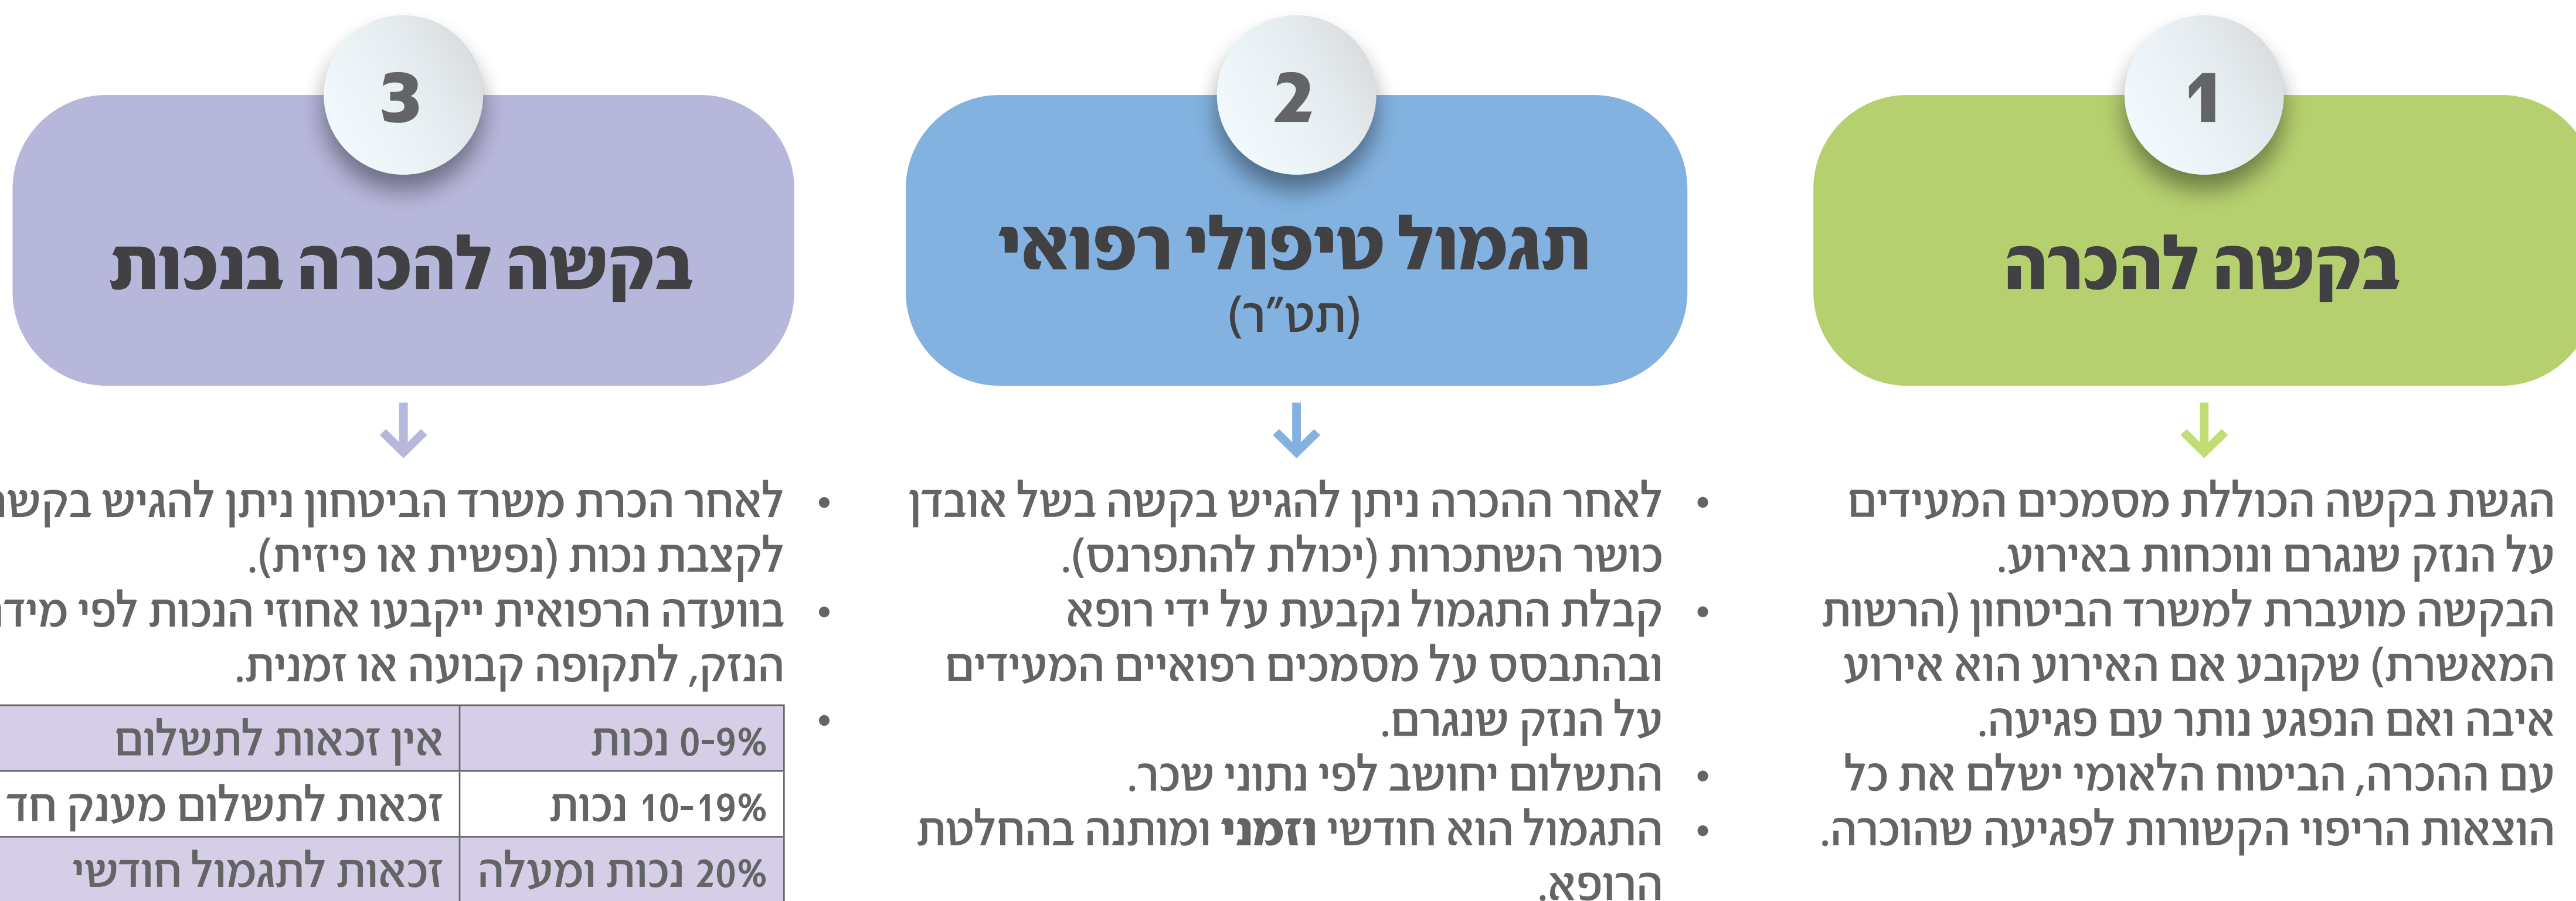 1
בקשה להכרה
הגשת בקשה הכוללת מסמכים המעידים
על הנזק שנגרם ונוכחות באירוע.
הבקשה מועברת למשרד הביטחון (הרשות
המאשרת) שקובע אם האירוע הוא אירוע
איבה ואם הנפגע נותר עם פגיעה.
עם ההכרה, הביטוח הלאומי ישלם את כל
הוצאות הריפוי הקשורות לפגיעה שהוכרה.
2
תגמול טיפולי רפואי
(תט״ר)
• לאחר ההכרה ניתן להגיש בקשה בשל אובדן
כושר השתכרות (יכולת להתפרנס).
• קבלת התגמול נקבעת על ידי רופא
ובהתבסס על מסמכים רפואיים המעידים
על הנזק שנגרם.
• התשלום יחושב לפי נתוני שכר.
• התגמול הוא חודשי וזמני ומותנה בהחלטת
הרופא.
3
בקשה להכרה בנכות
• לאחר הכרת משרד הביטחון ניתן להגיש
לקצבת נכות (נפשית או פיזית).
• בוועדה הרפואית ייקבעו אחוזי הנכות לפי
הנזק, לתקופה קבועה או זמנית.
0-9% נכות אין זכאות לתשלום
10-19% נכות זכאות לתשלום מענק חד
20% נכות ומעלה זכאות לתגמול חודשי